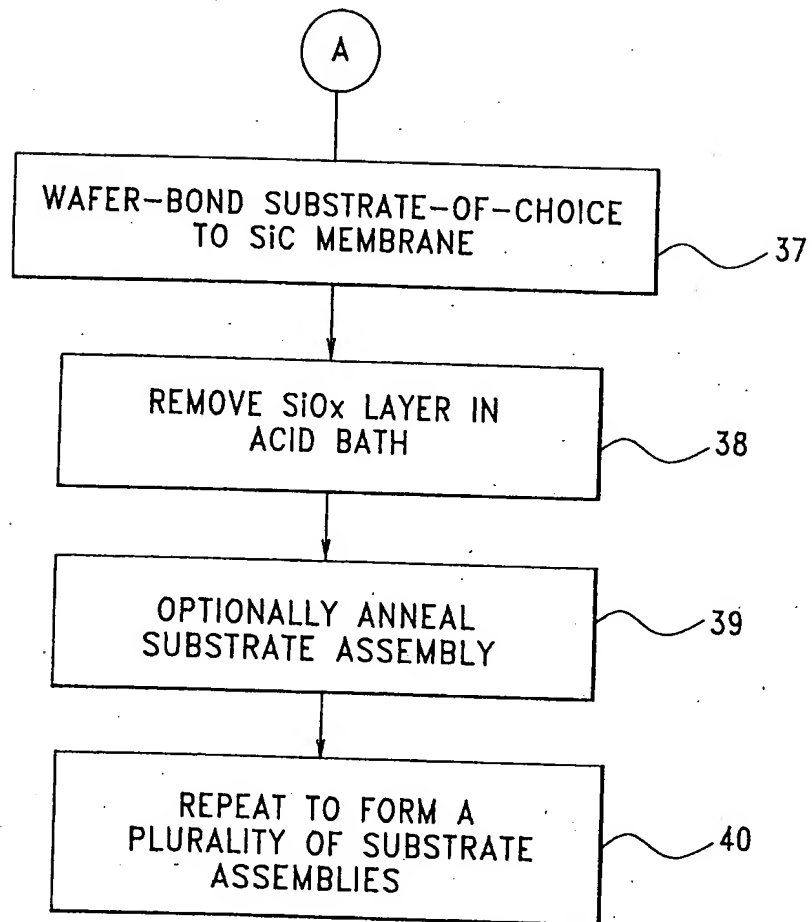 A
WAFER-BOND SUBSTRATE-OF-CHOICE
TO SiC MEMBRANE
37
REMOVE SiOx LAYER IN
ACID BATH
38
OPTIONALLY ANNEAL
SUBSTRATE ASSEMBLY
39
REPEAT TO FORM A
PLURALITY OF SUBSTRATE
ASSEMBLIES
40